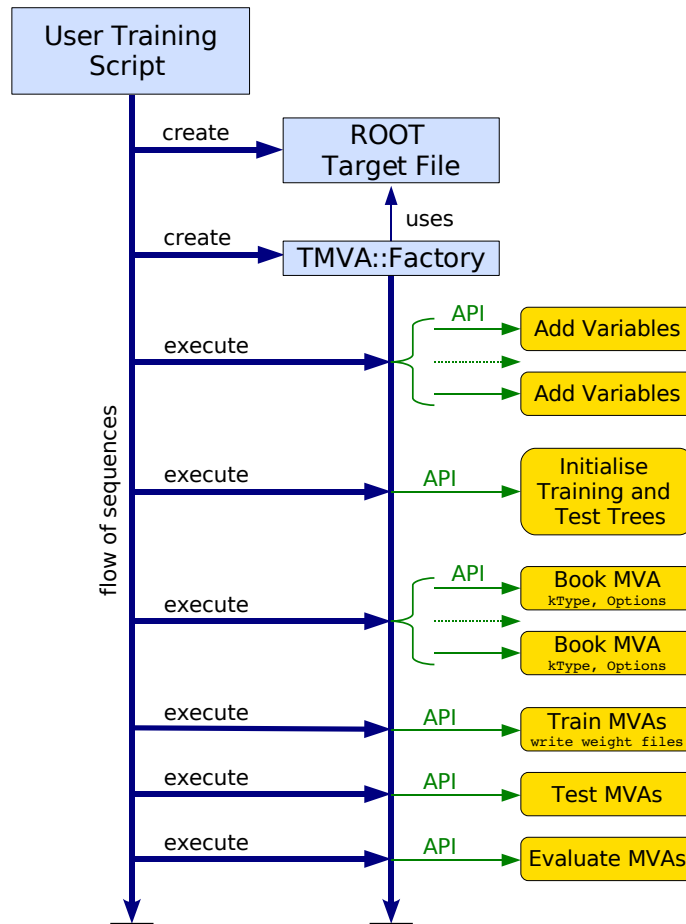 User Training
Script
create
ROOT
Target File
uses
create
TMVA::Factory
API
Add Variables
execute
Add Variables
flow of sequences
execute
API
Initialise
Training and
Test Trees
API
Book MVA
kType, Options
execute
Book MVA
kType, Options
execute
API
Train MVAs
write weight files
execute
API
Test MVAs
execute
API
Evaluate MVAs